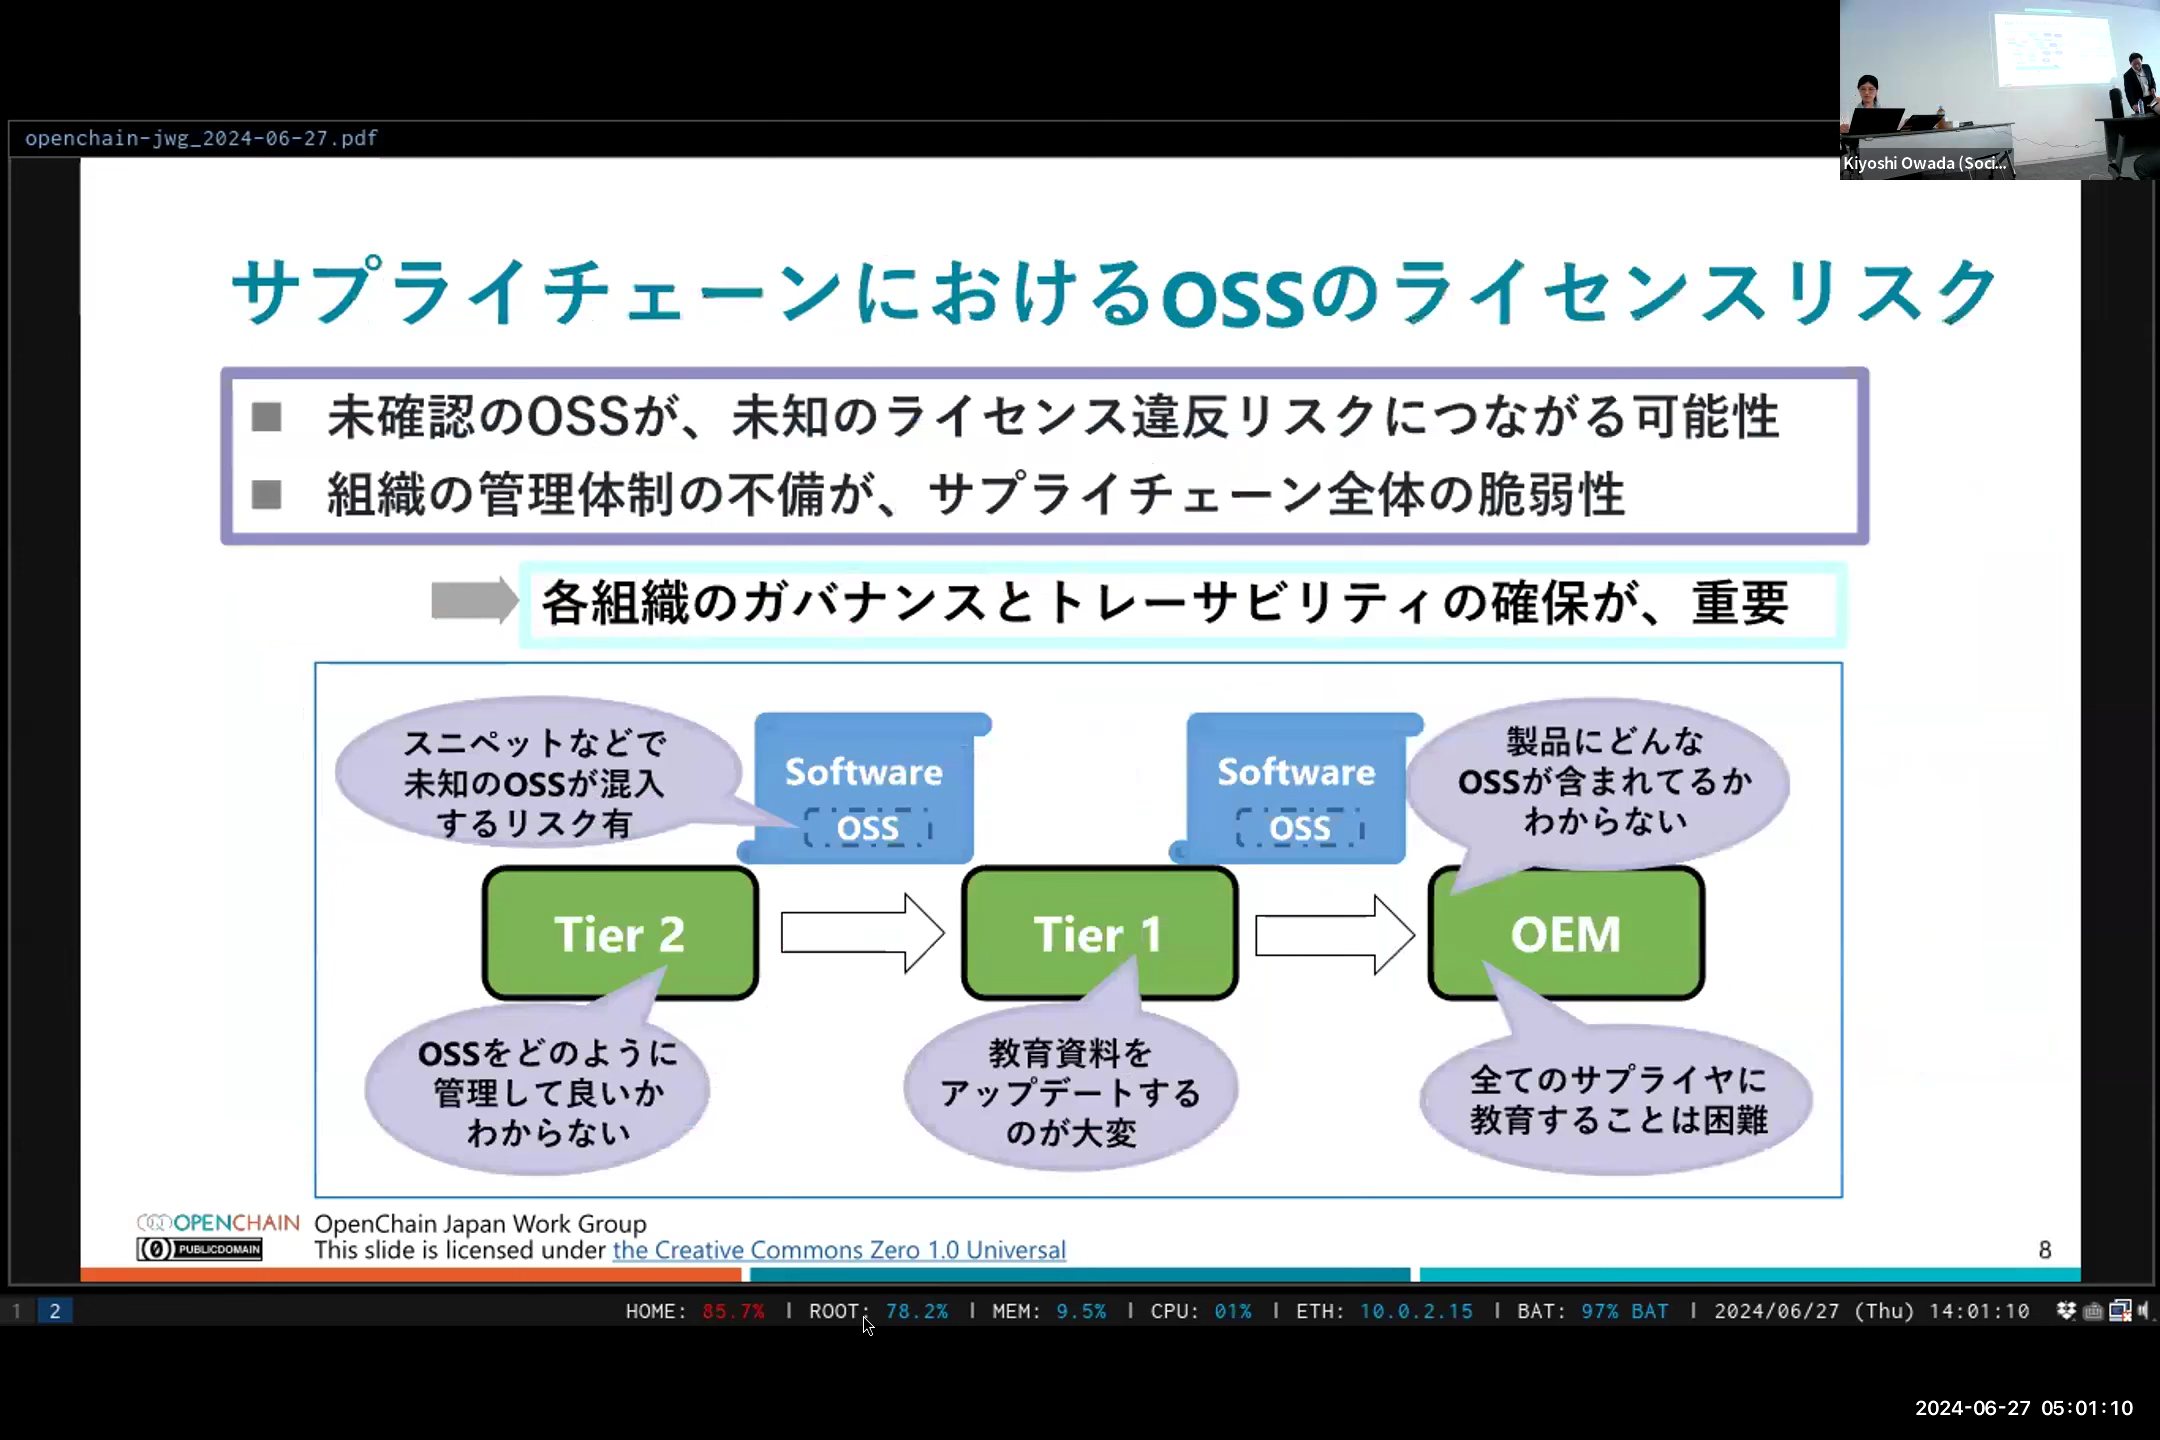 Kiyoshi Owada (Soci...
openchain-jwg_2024-06-27.pdf
サプライチェーンにおけるOSSのライセンスリスク
未確認のOSSが、未知のライセンス違反リスクにつながる可能性
組織の管理体制の不備が、サプライチェーン全体の脆弱性
各組織のガバナンスとトレーサビリティの確保が、重要
スニペットなどで
未知のOSSが混入
するリスク有
Software
OSS
Software
OSS
製品にどんな
OSSが含まれてるか
わからない
Tier 2
Tier 1
OEM
OSSをどのように
管理して良いか
わからない
教育資料を
アップデートする
のが大変
全てのサプライヤに
教育することは困難
OPENCHAIN
PUBLIC DOMAIN
OpenChain Japan Work Group
This slide is licensed under the Creative Commons Zero 1.0 Universal
8
1 2 HOME: 85.7% | ROOT: 78.2% | MEM: 9.5% | CPU: 01% | ETH: 10.0.2.15 | BAT: 97% BAT | 2024/06/27 (Thu) 14:01:10
2024-06-27 05:01:10